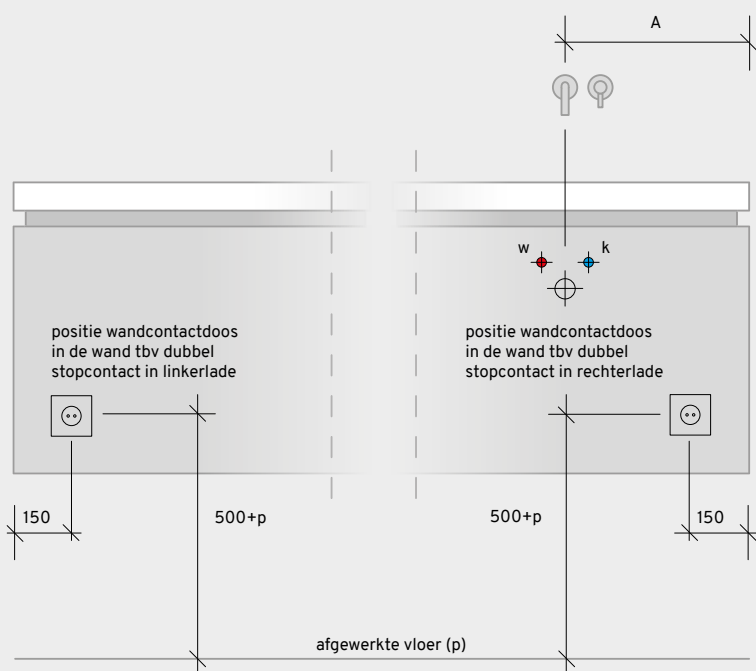 A
w
k
positie wandcontactdoos
in de wand tbv dubbel
stopcontact in linkerlade
positie wandcontactdoos
in de wand tbv dubbel
stopcontact in rechterlade
150
500+p
500+p
150
afgewerkte vloer (p)